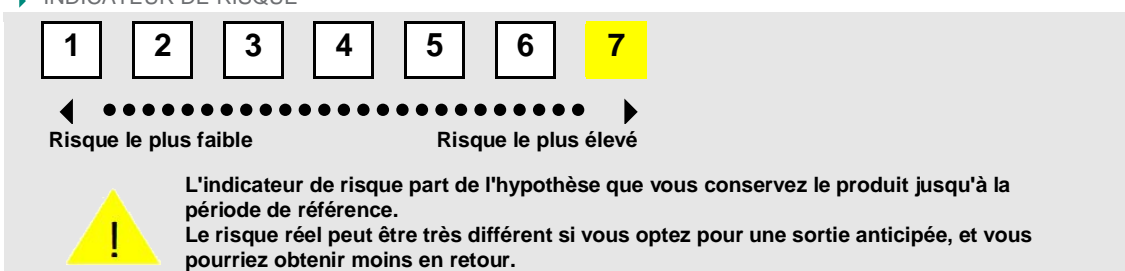 INDICATEUR DE RISQUE
1 2 3 4 5 6 7
Risque le plus faible Risque le plus élevé
L'indicateur de risque part de l'hypothèse que vous conservez le produit jusqu'à la
période de référence.
Le risque réel peut être très différent si vous optez pour une sortie anticipée, et vous
pourriez obtenir moins en retour.
!